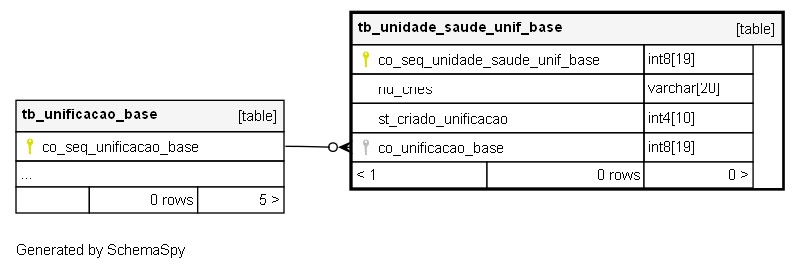 tb_unidade_saude_unif_base [table]
co_seq_unidade_saude_unif_base int8[19]
nu_cnes varchar[20]
st_criado_unificacao int4[10]
co_unificacao_base int8[19]
< 1 0 rows 0 >
tb_unificacao_base [table]
co_seq_unificacao_base
...
0 rows 5 >
Generated by SchemaSpy